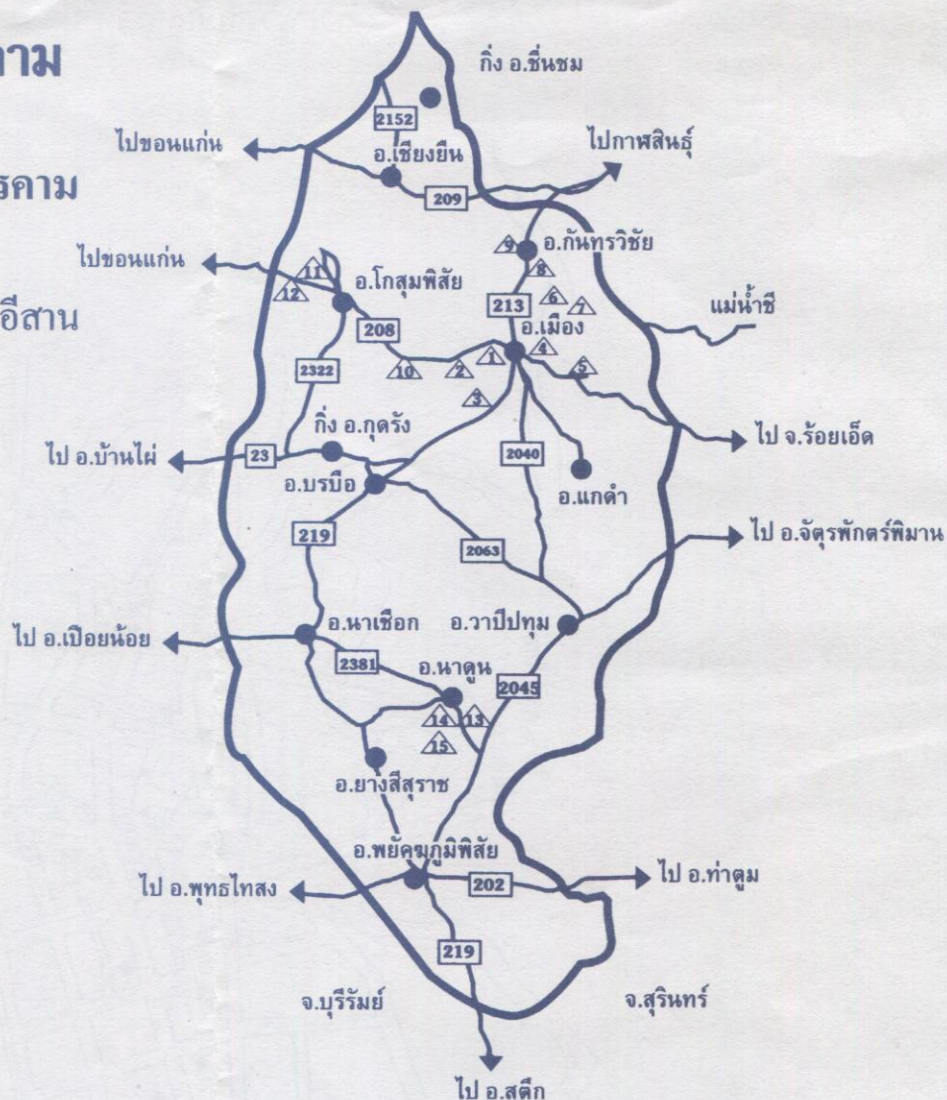 กิ่ง อ.ชื่นชม
2152
ไปขอนแก่น
อ.เชียงยืน
ไปกาฬสินธุ์
รคาม
209
9
อ.กันทรวิชัย
ไปขอนแก่น
11
8
อ.โกสุมพิสัย
12
6
7
213
แม่น้ำชี
อีสาน
208
อ.เมือง
1
4
2322
10
2
5
3
กิ่ง อ.กุดรัง
ไป จ.ร้อยเอ็ด
ไป อ.บ้านไผ่
23
2040
อ.บรบือ
อ.แกดำ
219
2063
ไป อ.จัตุรพักตร์พิมาน
ไป อ.เปือยน้อย
อ.นาเชือก
อ.วาปีปทุม
2381
อ.นาดูน
2045
14
13
15
อ.ยางสีสุราช
อ.พยัคฆภูมิพิสัย
ไป อ.พุทธไทสง
202
ไป อ.ท่าตูม
219
จ.บุรีรัมย์
จ.สุรินทร์
ไป อ.สตึก